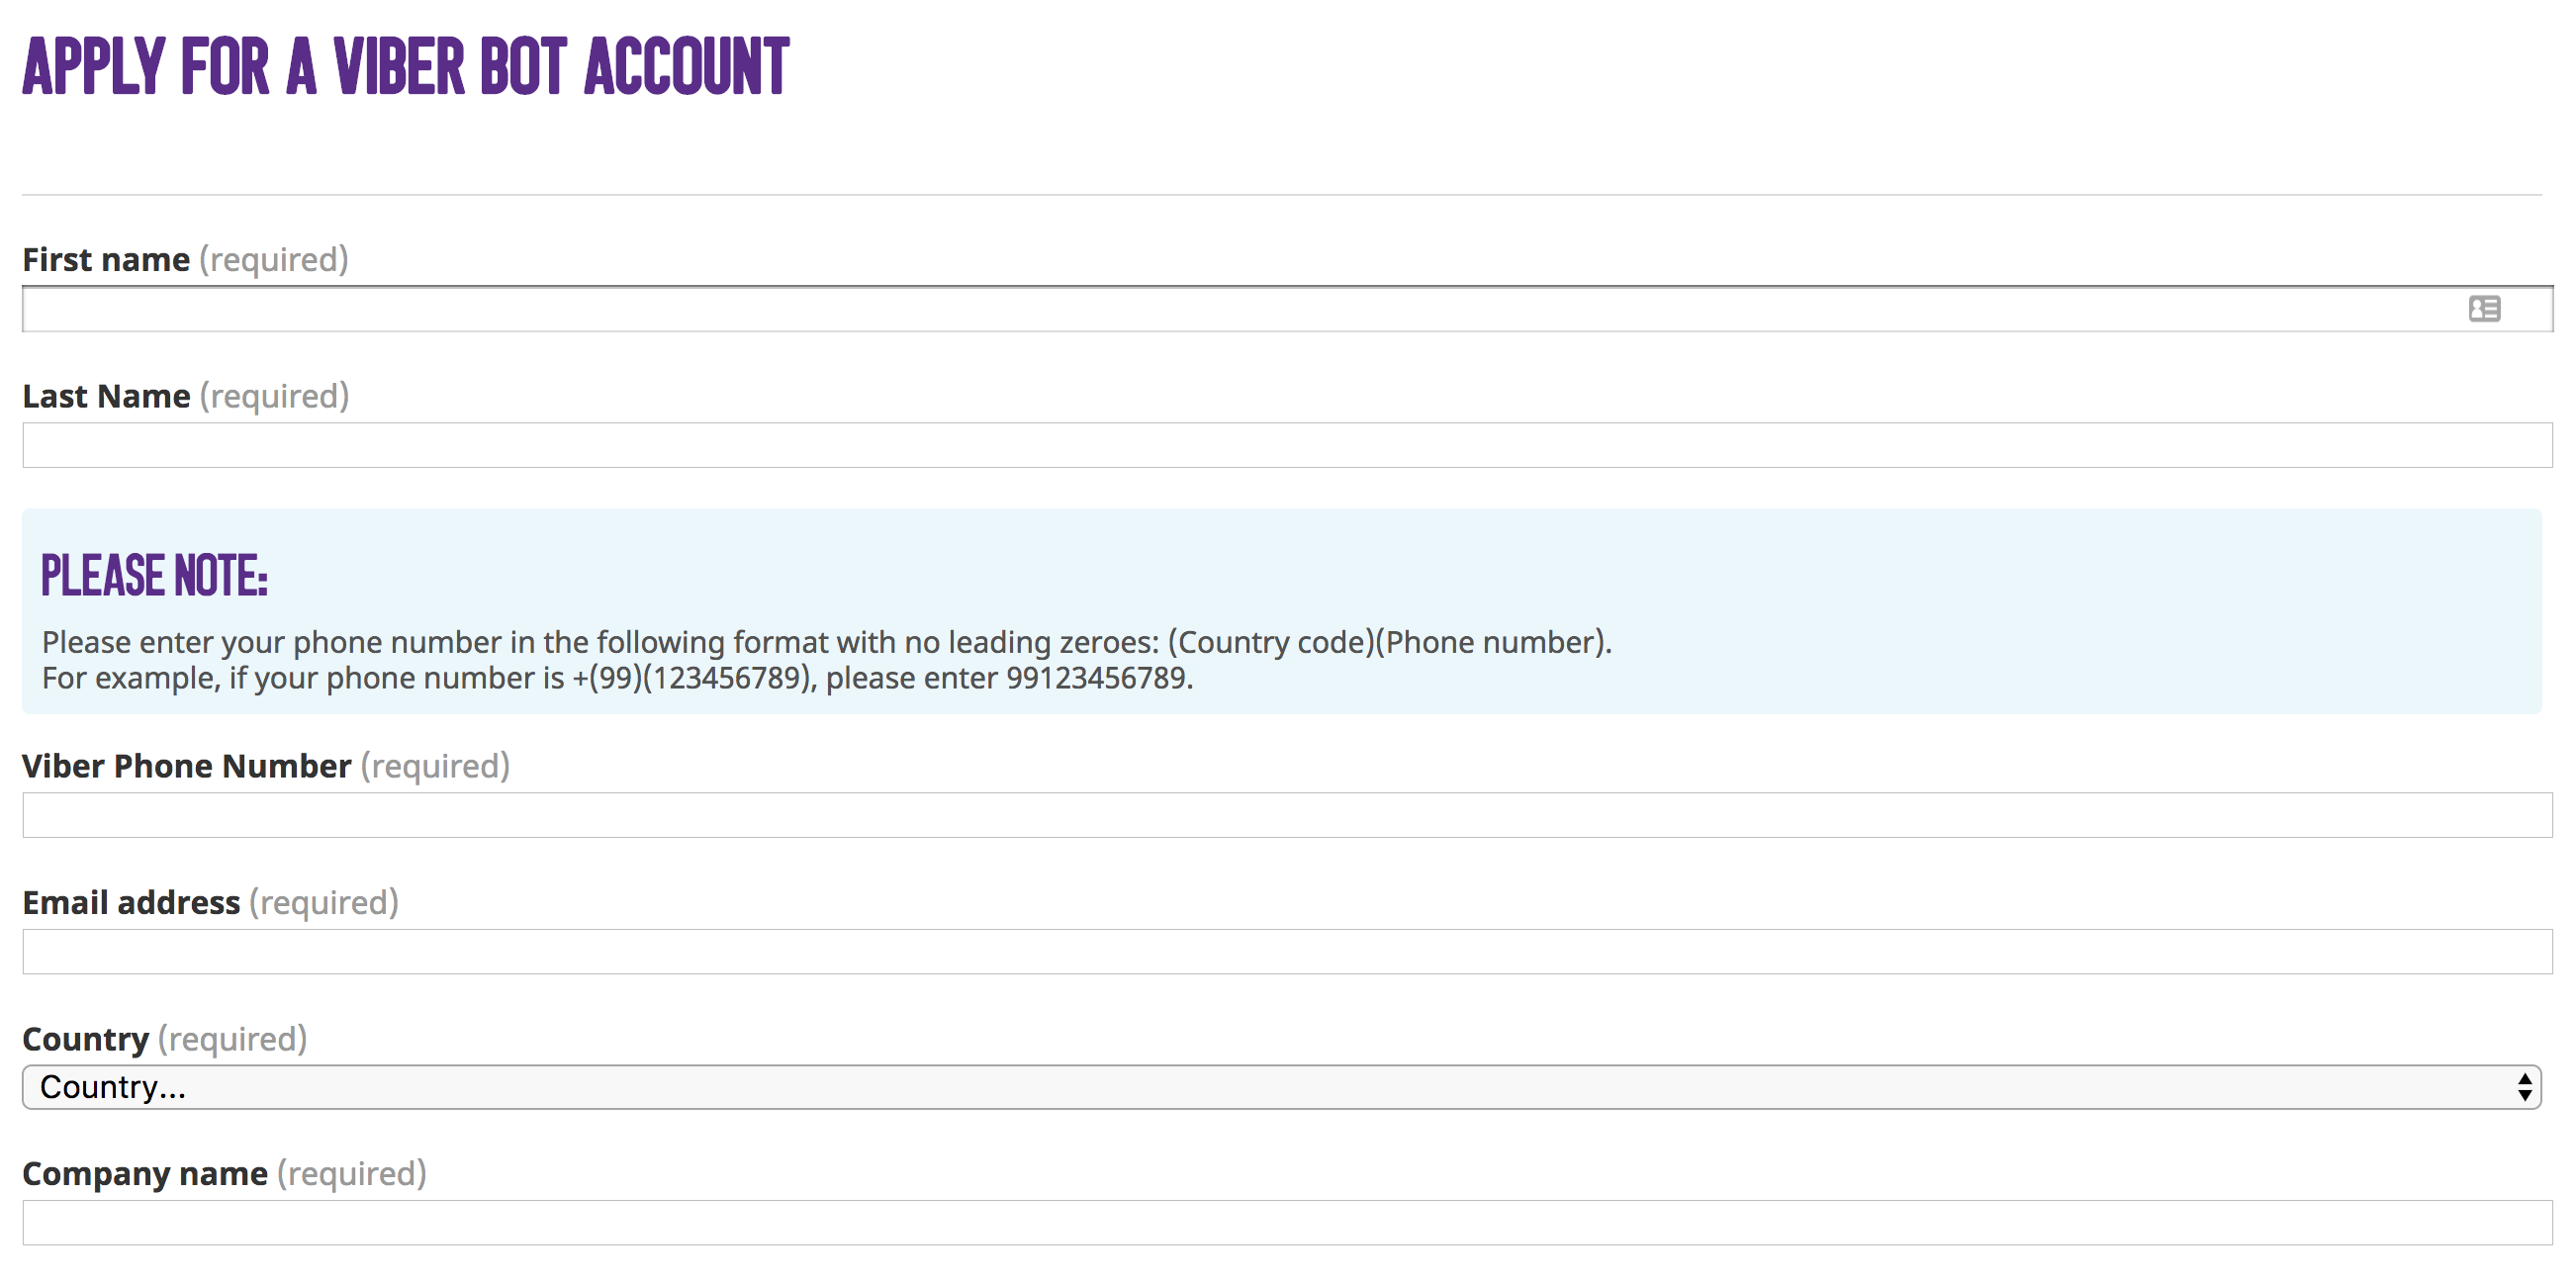 APPLY FOR A VIBER BOT ACCOUNT
First name (required)
Last Name (required)
PLEASE NOTE:
Please enter your phone number in the following format with no leading zeroes: (Country code)(Phone number).
For example, if your phone number is +(99)(123456789), please enter 99123456789.
Viber Phone Number (required)
Email address (required)
Country (required)
Country...
Company name (required)